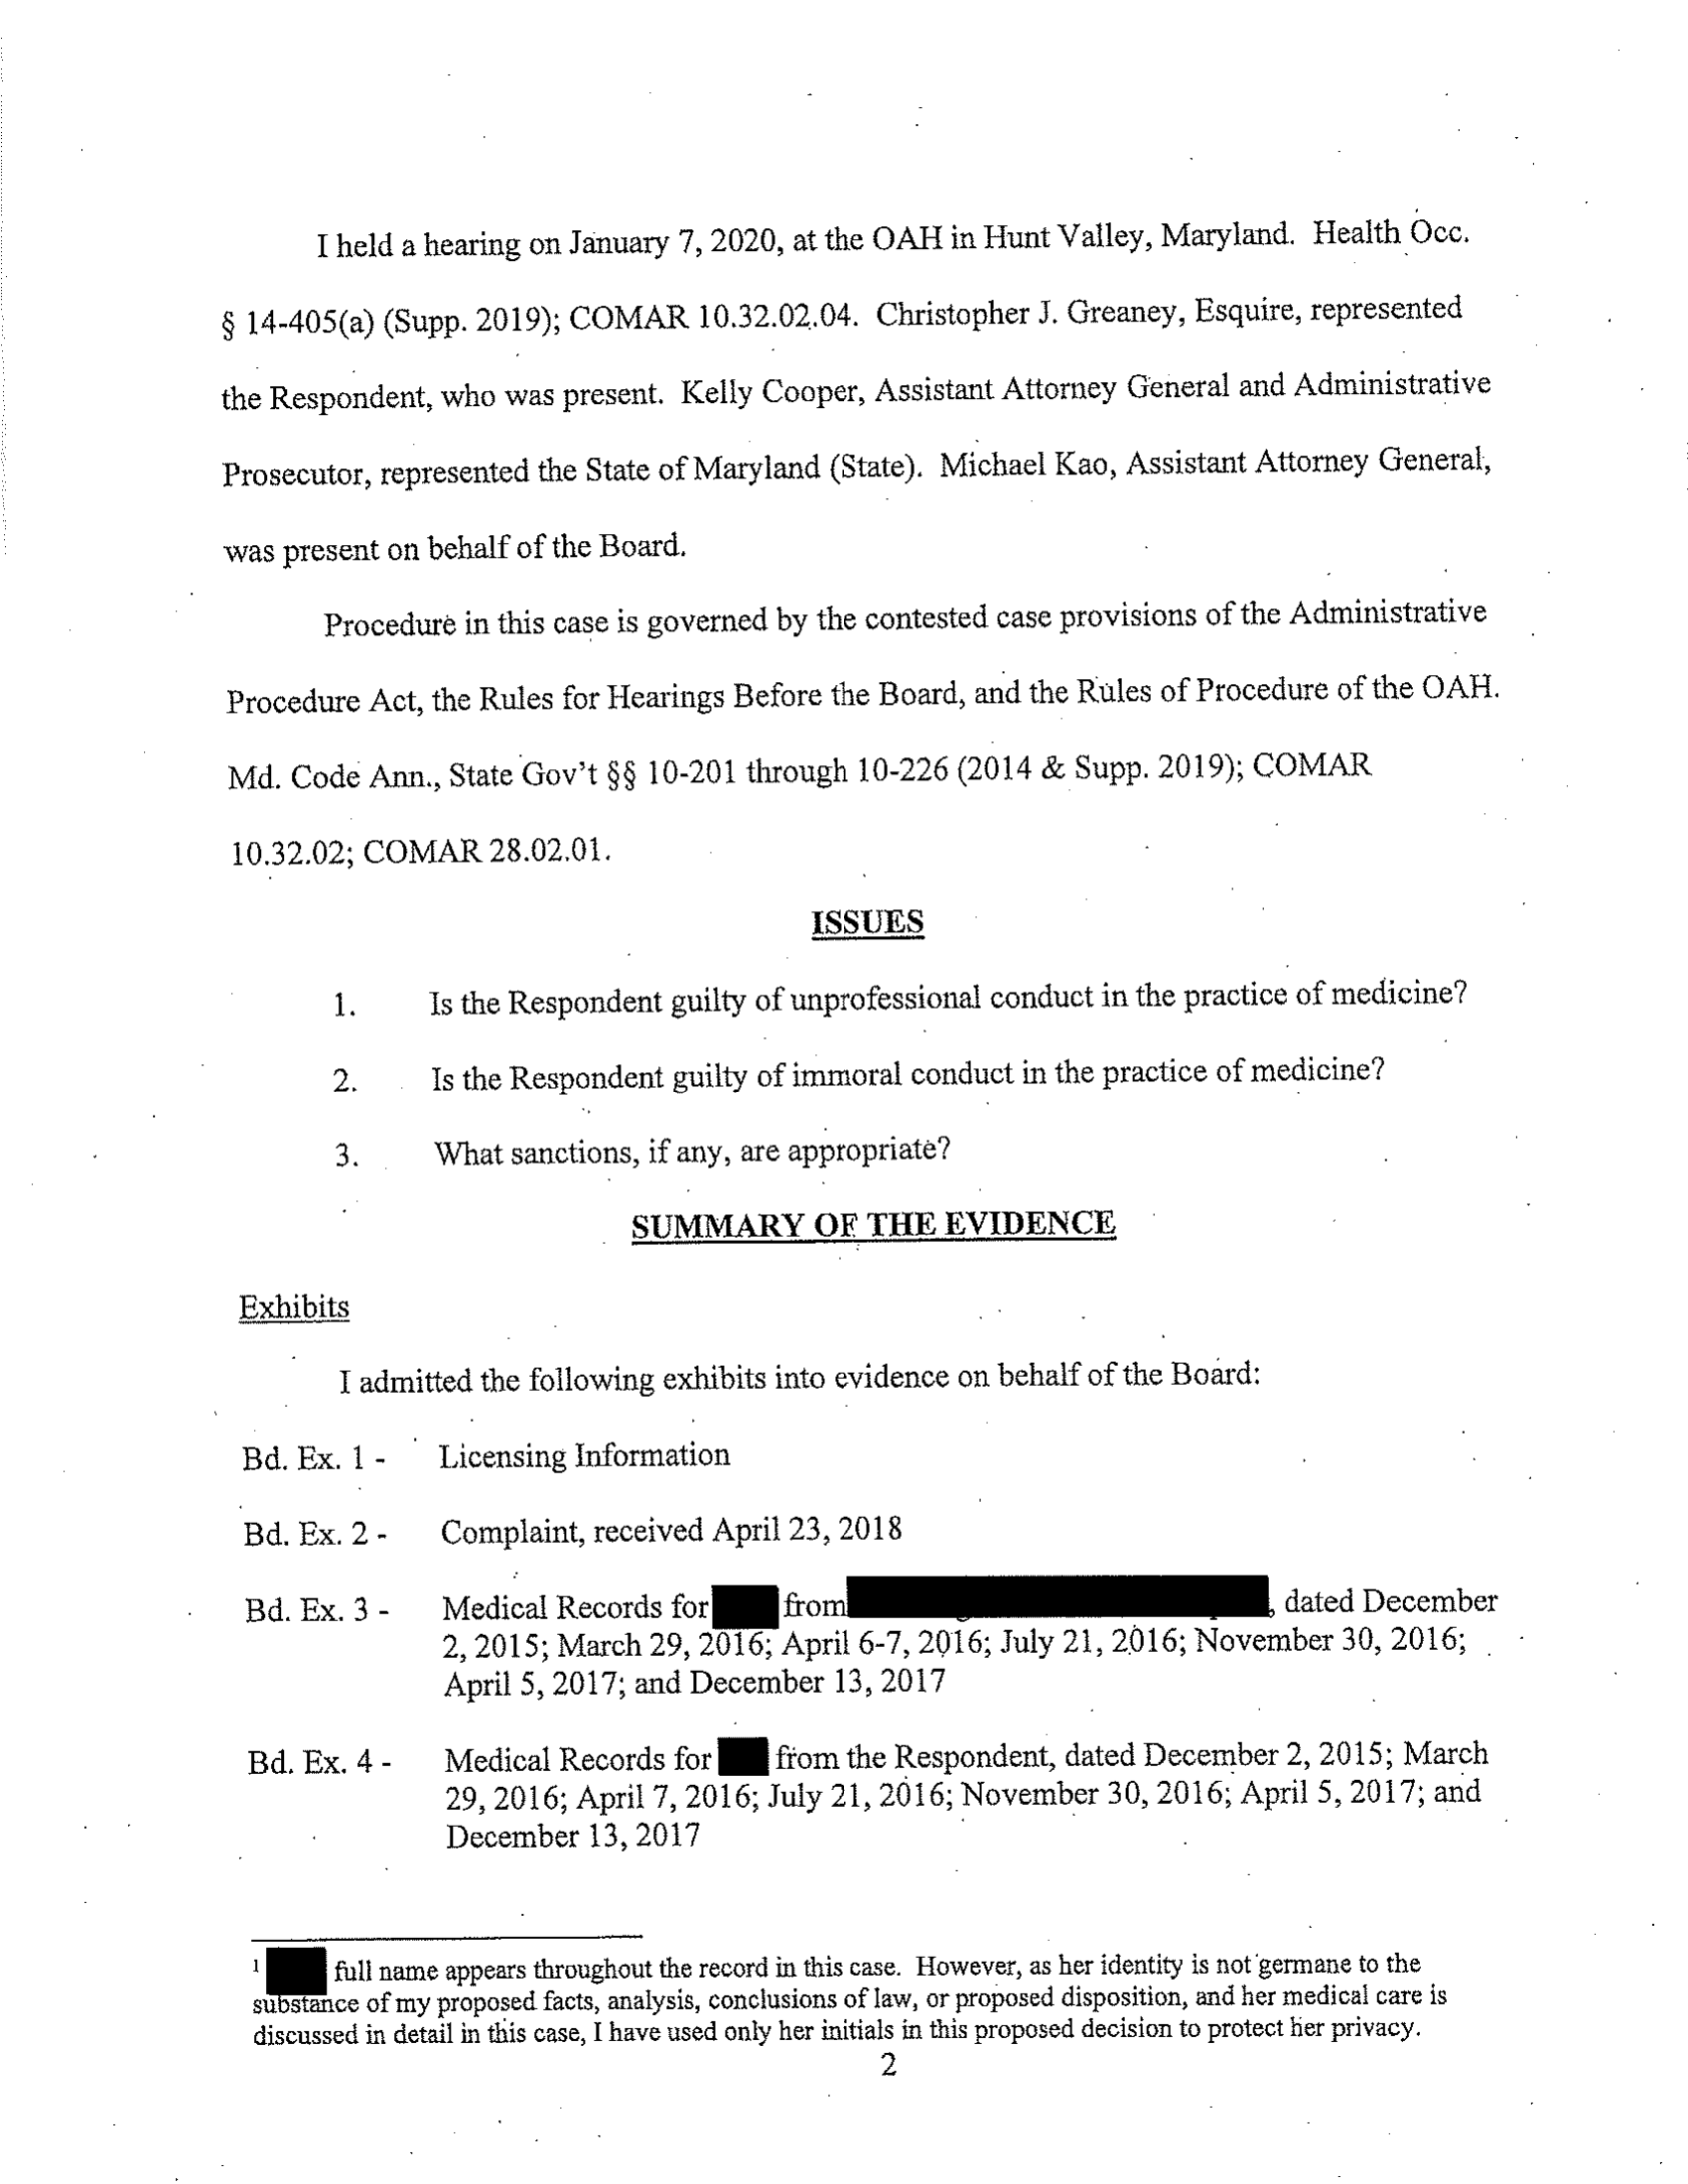 I held a hearing on January 7, 2020, at the OAH in Hunt Valley, Maryland. Health Occ.
§ 14-405(a) (Supp. 2019); COMAR 10.32.02.04. Christopher J. Greaney, Esquire, represented
the Respondent, who was present. Kelly Cooper, Assistant Attorney General and Administrative
Prosecutor, represented the State of Maryland (State). Michael Kao, Assistant Attorney General,
was present on behalf of the Board.
Procedure in this case is governed by the contested case provisions of the Administrative
Procedure Act, the Rules for Hearings Before the Board, and the Rules of Procedure of the OAH.
Md. Code Ann., State Gov't §§ 10-201 through 10-226 (2014 & Supp. 2019); COMAR
10.32.02; COMAR 28.02.01.
ISSUES
1. Is the Respondent guilty of unprofessional conduct in the practice of medicine?
2. Is the Respondent guilty of immoral conduct in the practice of medicine?
3. What sanctions, if any, are appropriate?
SUMMARY OF THE EVIDENCE
Exhibits
I admitted the following exhibits into evidence on behalf of the Board:
Bd. Ex. 1 - Licensing Information
Bd. Ex. 2 - Complaint, received April 23, 2018
Bd. Ex. 3 - Medical Records for from , dated December
2, 2015; March 29, 2016; April 6-7, 2016; July 21, 2016; November 30, 2016;
April 5, 2017; and December 13, 2017
Bd. Ex. 4 - Medical Records for from the Respondent, dated December 2, 2015; March
29, 2016; April 7, 2016; July 21, 2016; November 30, 2016; April 5, 2017; and
December 13, 2017
1 full name appears throughout the record in this case. However, as her identity is not germane to the
substance of my proposed facts, analysis, conclusions of law, or proposed disposition, and her medical care is
discussed in detail in this case, I have used only her initials in this proposed decision to protect her privacy.
2